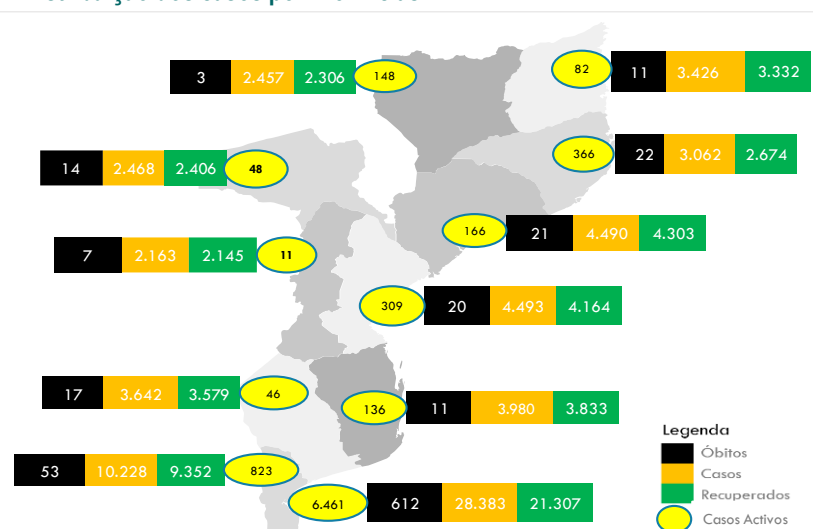 3 2.457 2.306 148
82 11 3.426 3.332
14 2.468 2.406 48
366 22 3.062 2.674
7 2.163 2.145 11
166 21 4.490 4.303
309 20 4.493 4.164
17 3.642 3.579 46
136 11 3.980 3.833
53 10.228 9.352 823
6.461 612 28.383 21.307
Legenda
Óbitos
Casos
Recuperados
Casos Activos